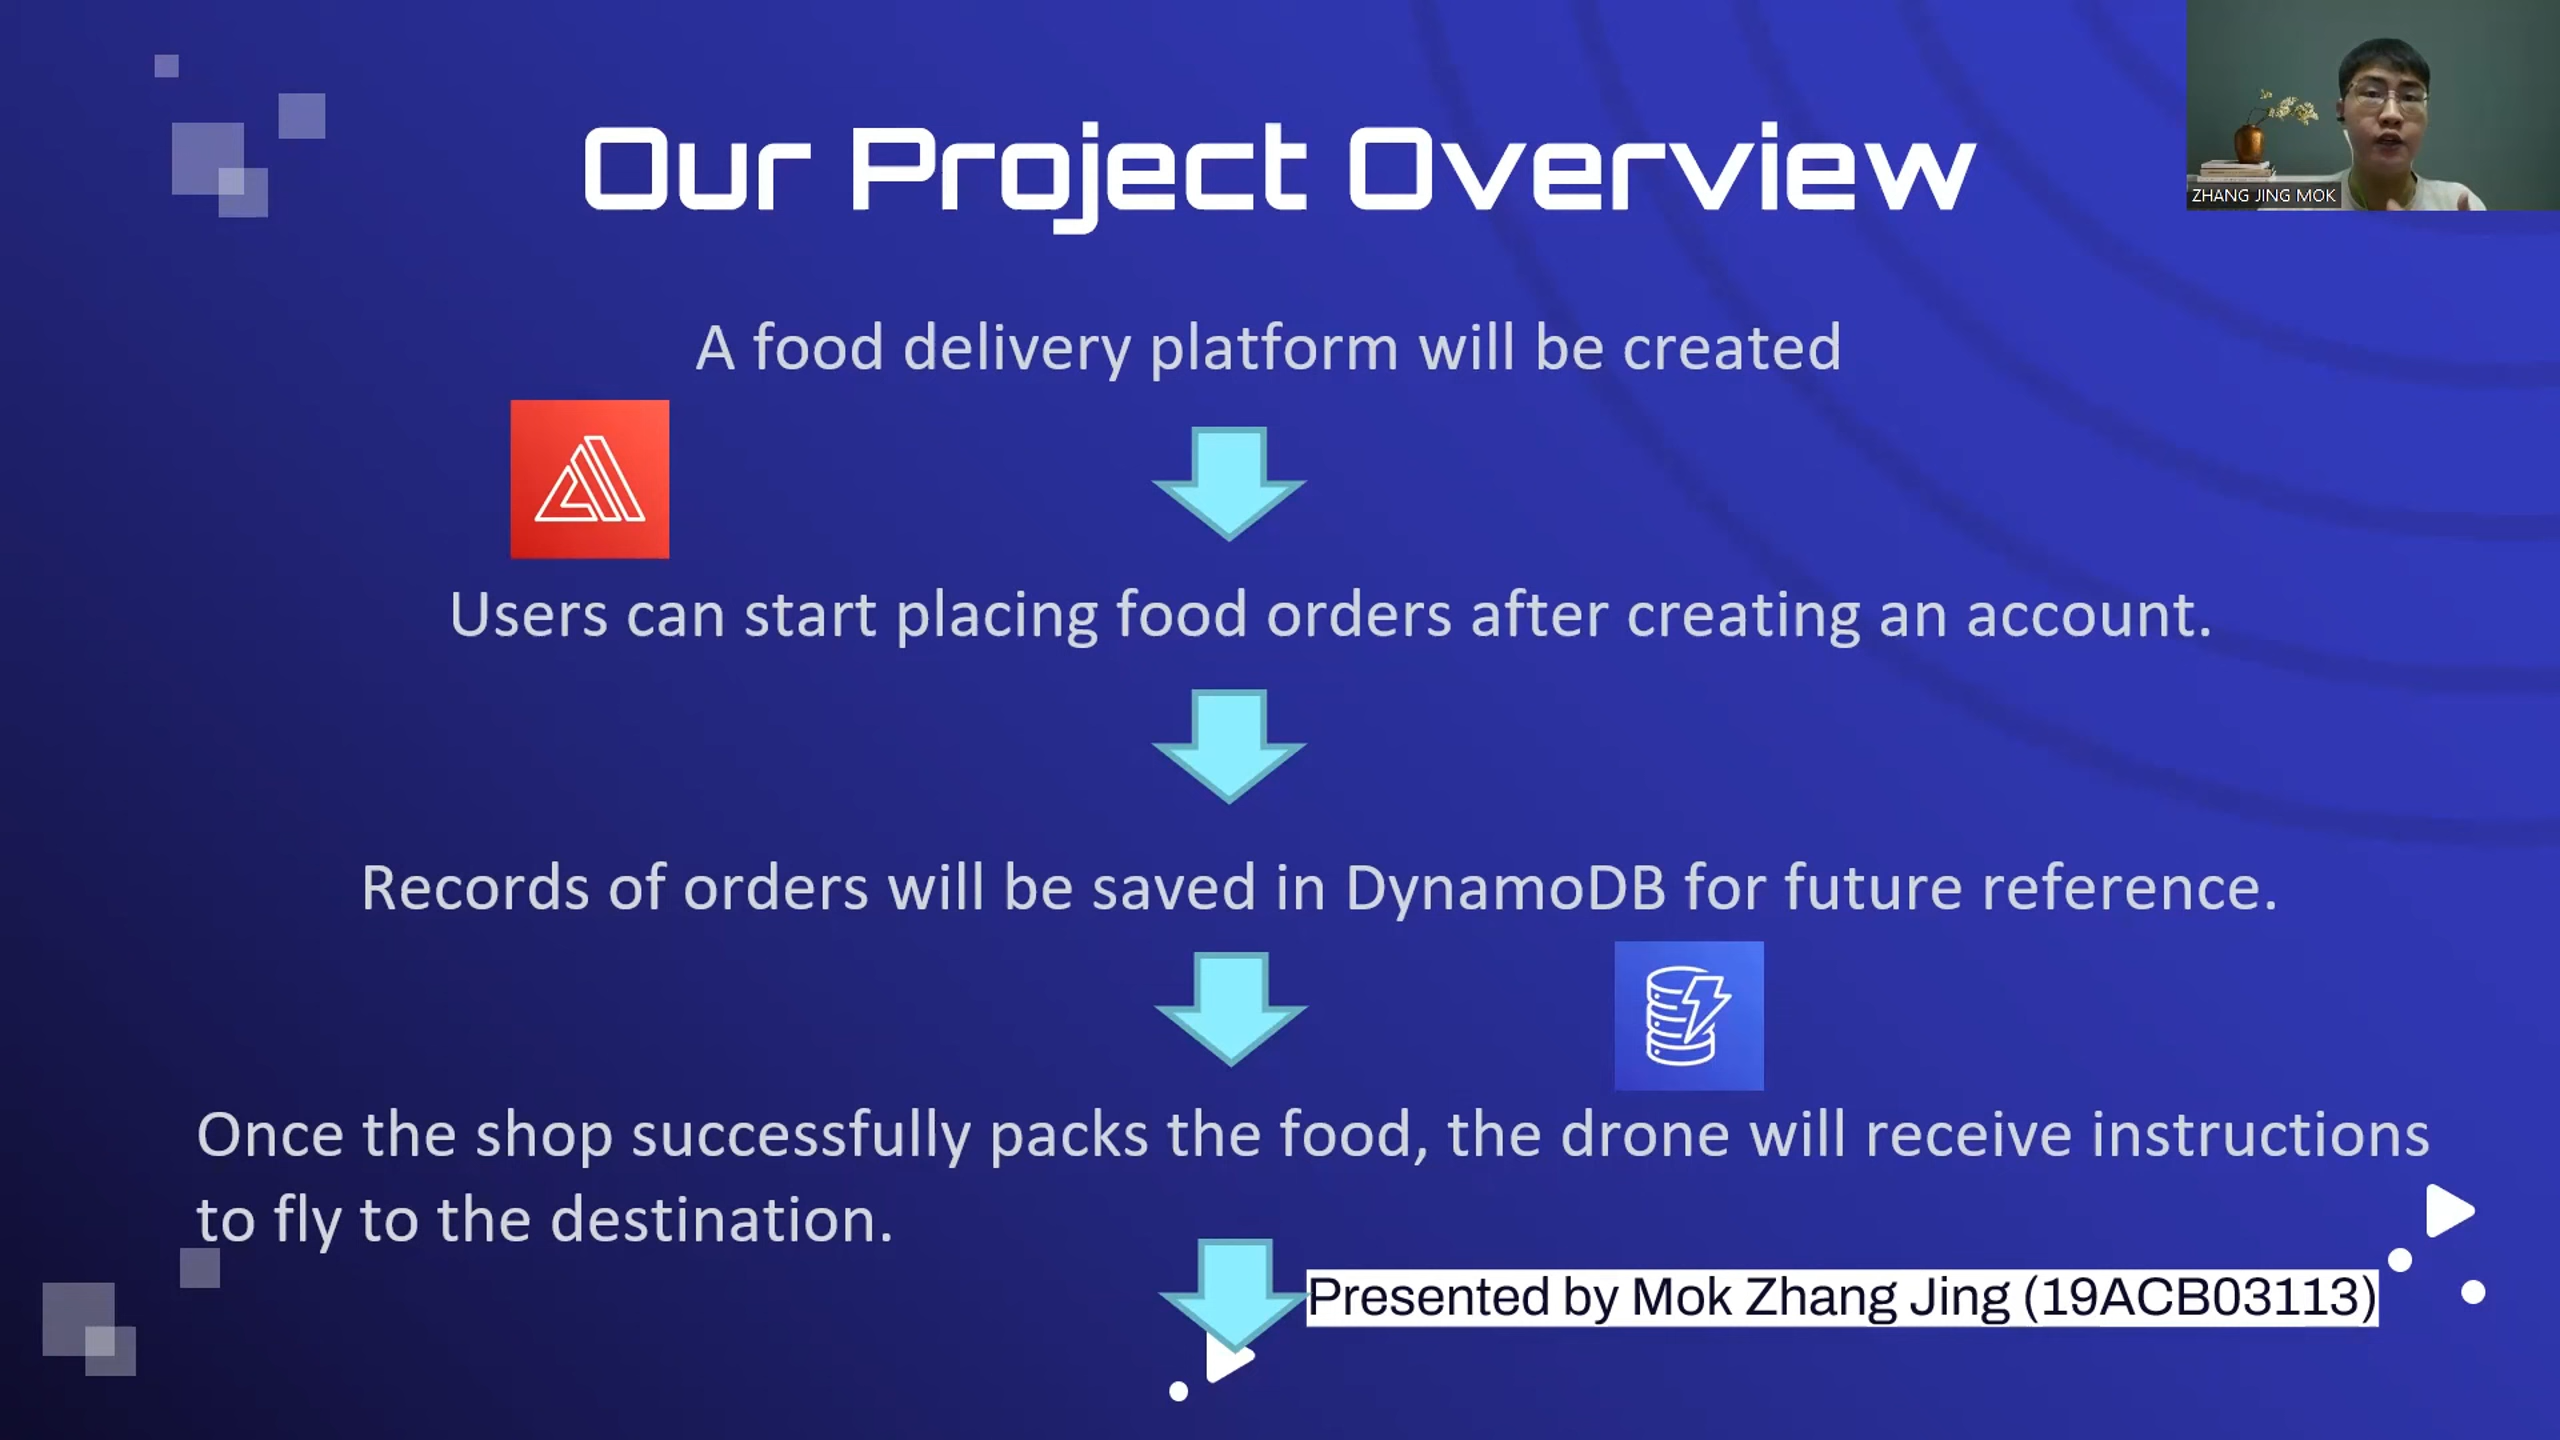 Our Project Overview
ZHANG JING MOK
A food delivery platform will be created
Users can start placing food orders after creating an account.
Records of orders will be saved in DynamoDB for future reference.
Once the shop successfully packs the food, the drone will receive instructions
to fly to the destination.
Presented by Mok Zhang Jing (19ACB03113)